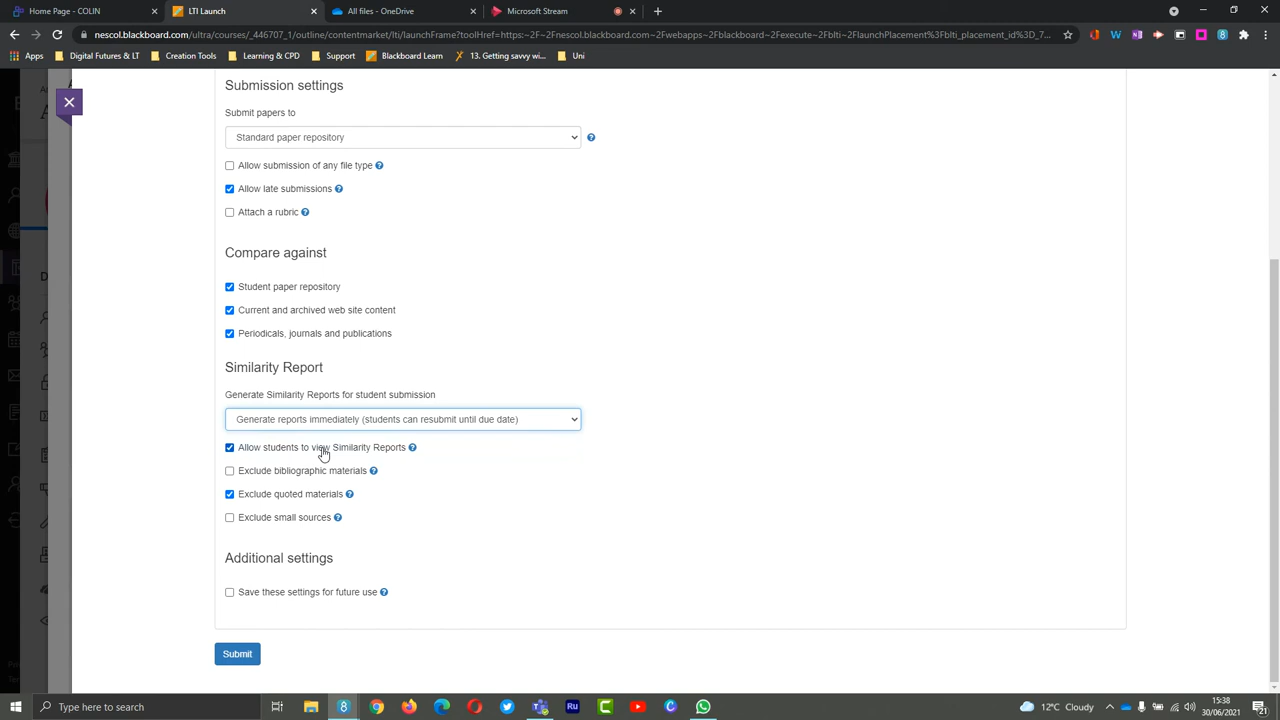 Home Page - COLIN
LTI Launch
All files - OneDrive
Microsoft Stream
nescol.blackboard.com/ultra/courses/_446707_1/outline/contentmarket/lti/launchFrame?toolHref=https:~2F~2Fnescol.blackboard.com~2Fwebapps~2Fblackboard~2Fexecute~2Fblti~2FlaunchPlacement%3Fblti_placement_id%3D_7...
Apps
Digital Futures & LT
Creation Tools
Learning & CPD
Support
Blackboard Learn
13. Getting savvy wi...
Uni
Submission settings
Submit papers to
Standard paper repository
Allow submission of any file type
Allow late submissions
Attach a rubric
Compare against
Student paper repository
Current and archived web site content
Periodicals, journals and publications
Similarity Report
Generate Similarity Reports for student submission
Generate reports immediately (students can resubmit until due date)
Allow students to view Similarity Reports
Exclude bibliographic materials
Exclude quoted materials
Exclude small sources
Additional settings
Save these settings for future use
Submit
Type here to search
Ru
12°C Cloudy
15:38
30/06/2021
21